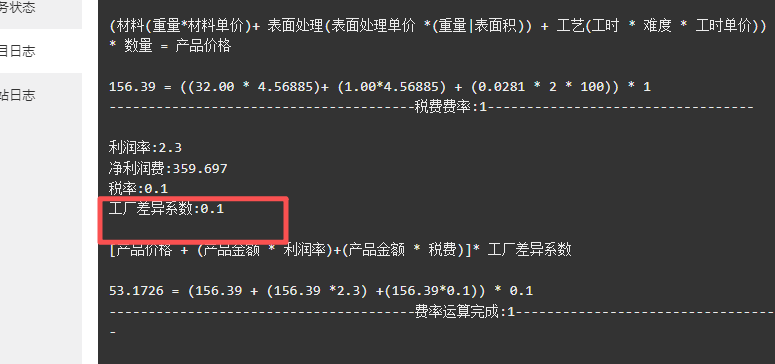 务状态
(材料(重量*材料单价)+ 表面处理(表面处理单价 *(重量|表面积)) + 工艺(工时 * 难度 * 工时单价))
* 数量 = 产品价格
目日志
156.39 = ((32.00 * 4.56885)+ (1.00*4.56885) + (0.0281 * 2 * 100)) * 1
站日志
---------------------------------------税费费率:1----------------------------------
利润率:2.3
净利润费:359.697
税率:0.1
工厂差异系数:0.1
[产品价格 + (产品金额 * 利润率)+(产品金额 * 税费)]* 工厂差异系数
53.1726 = (156.39 + (156.39 *2.3) +(156.39*0.1)) * 0.1
---------------------------------------费率运算完成:1-------------------------------------
-